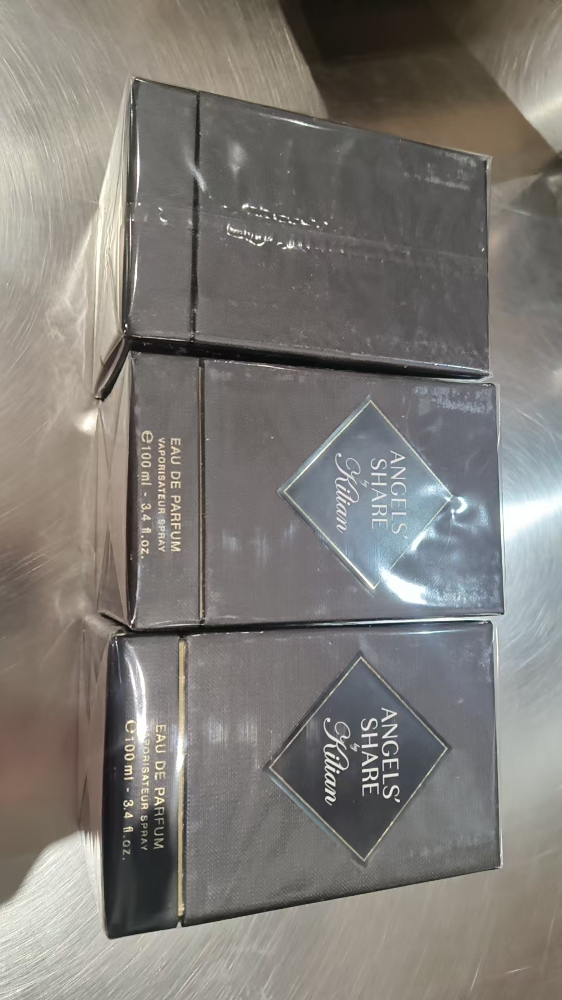 ANGELS'
SHARE
by
Kilian
EAU DE PARFUM
VAPORISATEUR SPRAY
℮100 ml - 3.4 fl.oz.
ANGELS'
SHARE
by
Kilian
EAU DE PARFUM
VAPORISATEUR SPRAY
℮100 ml - 3.4 fl.oz.